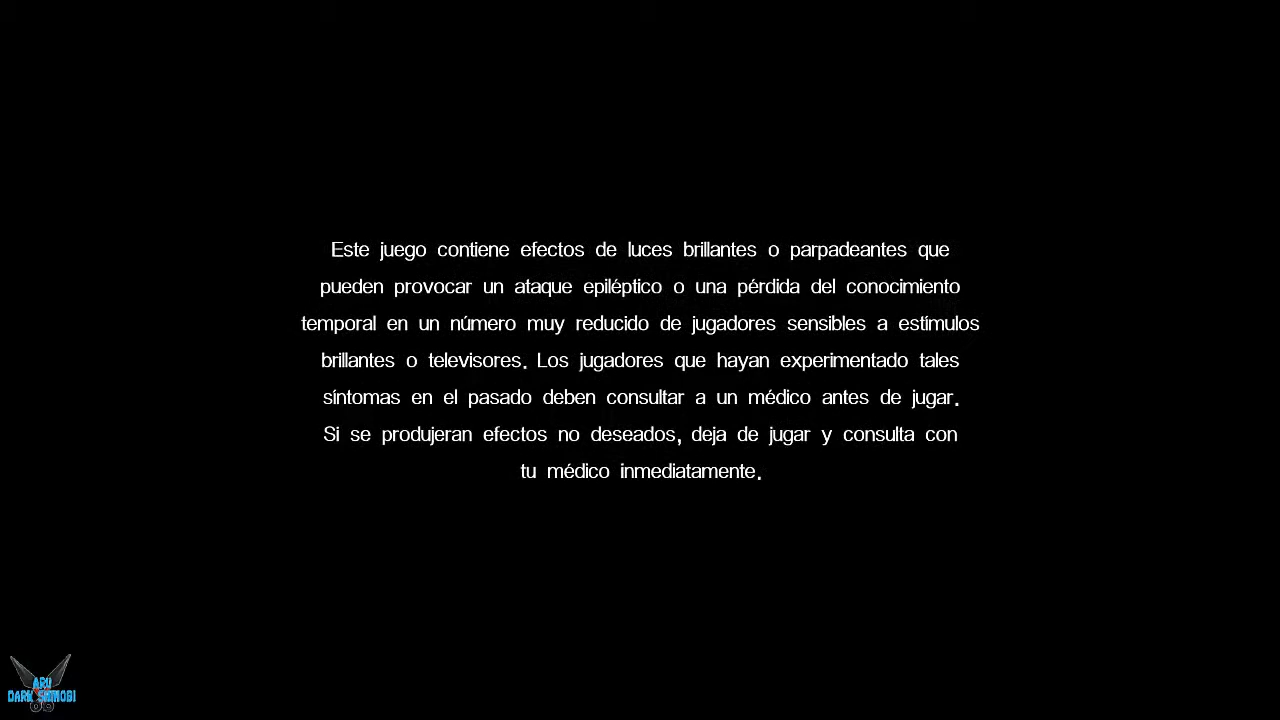 Este juego contiene efectos de luces brillantes o parpadeantes que
pueden provocar un ataque epiléptico o una pérdida del conocimiento
temporal en un número muy reducido de jugadores sensibles a estímulos
brillantes o televisores. Los jugadores que hayan experimentado tales
síntomas en el pasado deben consultar a un médico antes de jugar.
Si se produjeran efectos no deseados, deja de jugar y consulta con
tu médico inmediatamente.
ARU
DARK SHINOBI